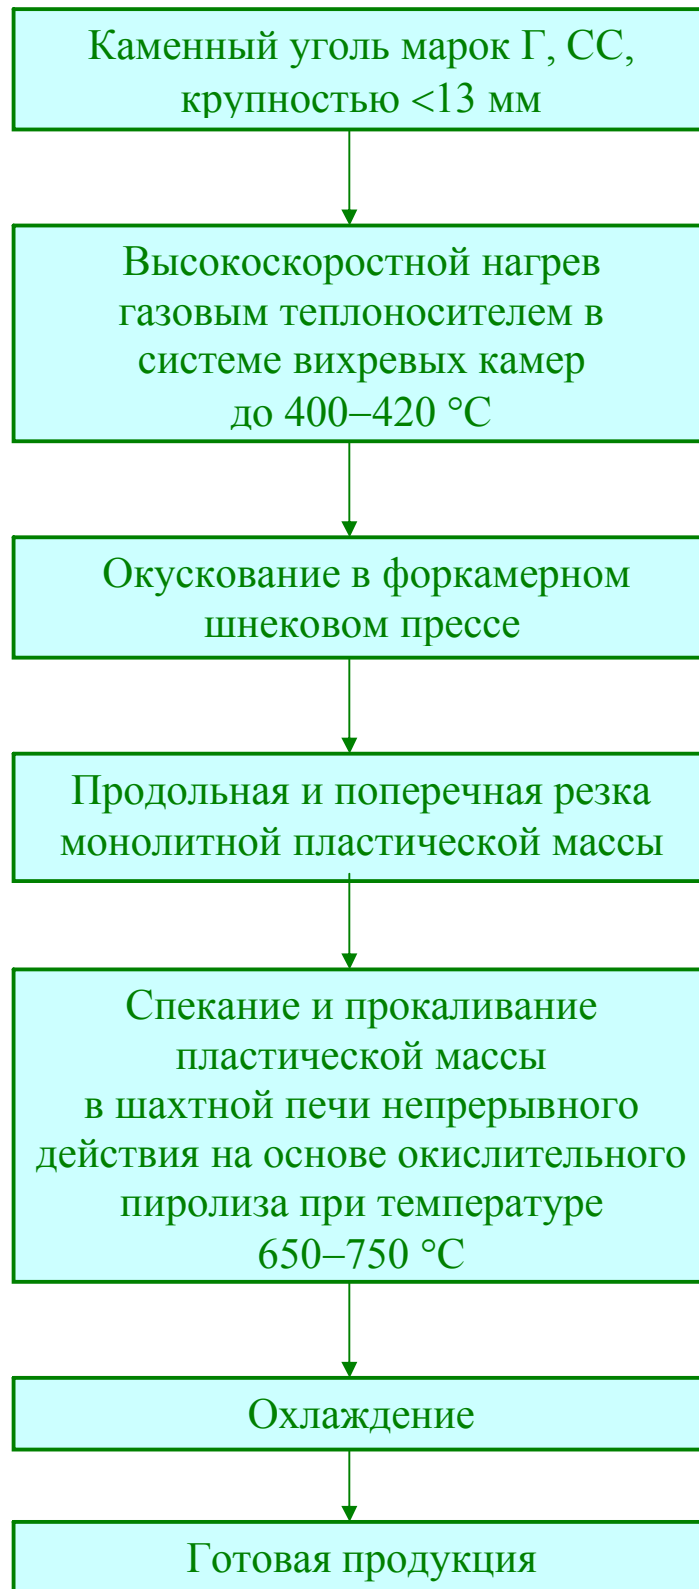 Каменный уголь марок Г, СС,
крупностью <13 мм
Высокоскоростной нагрев
газовым теплоносителем в
системе вихревых камер
до 400–420 °С
Окускование в форкамерном
шнековом прессе
Продольная и поперечная резка
монолитной пластической массы
Спекание и прокаливание
пластической массы
в шахтной печи непрерывного
действия на основе окислительного
пиролиза при температуре
650–750 °С
Охлаждение
Готовая продукция